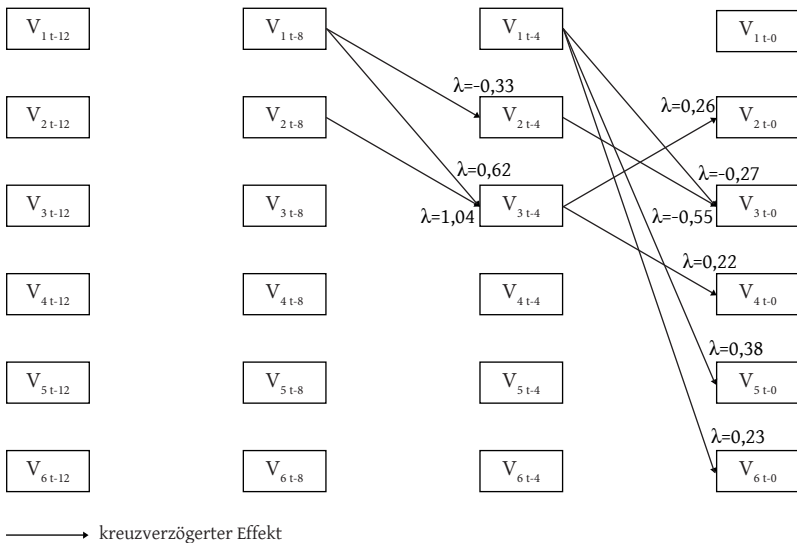 V1 t-12 V1 t-8 V1 t-4 V1 t-0
λ=-0,33 λ=0,26
V2 t-12 V2 t-8 V2 t-4 V2 t-0
λ=0,62 λ=-0,27
V3 t-12 V3 t-8 λ=1,04 V3 t-4 λ=-0,55 V3 t-0
λ=0,22
V4 t-12 V4 t-8 V4 t-4 V4 t-0
λ=0,38
V5 t-12 V5 t-8 V5 t-4 V5 t-0
λ=0,23
V6 t-12 V6 t-8 V6 t-4 V6 t-0
kreuzverzögerter Effekt